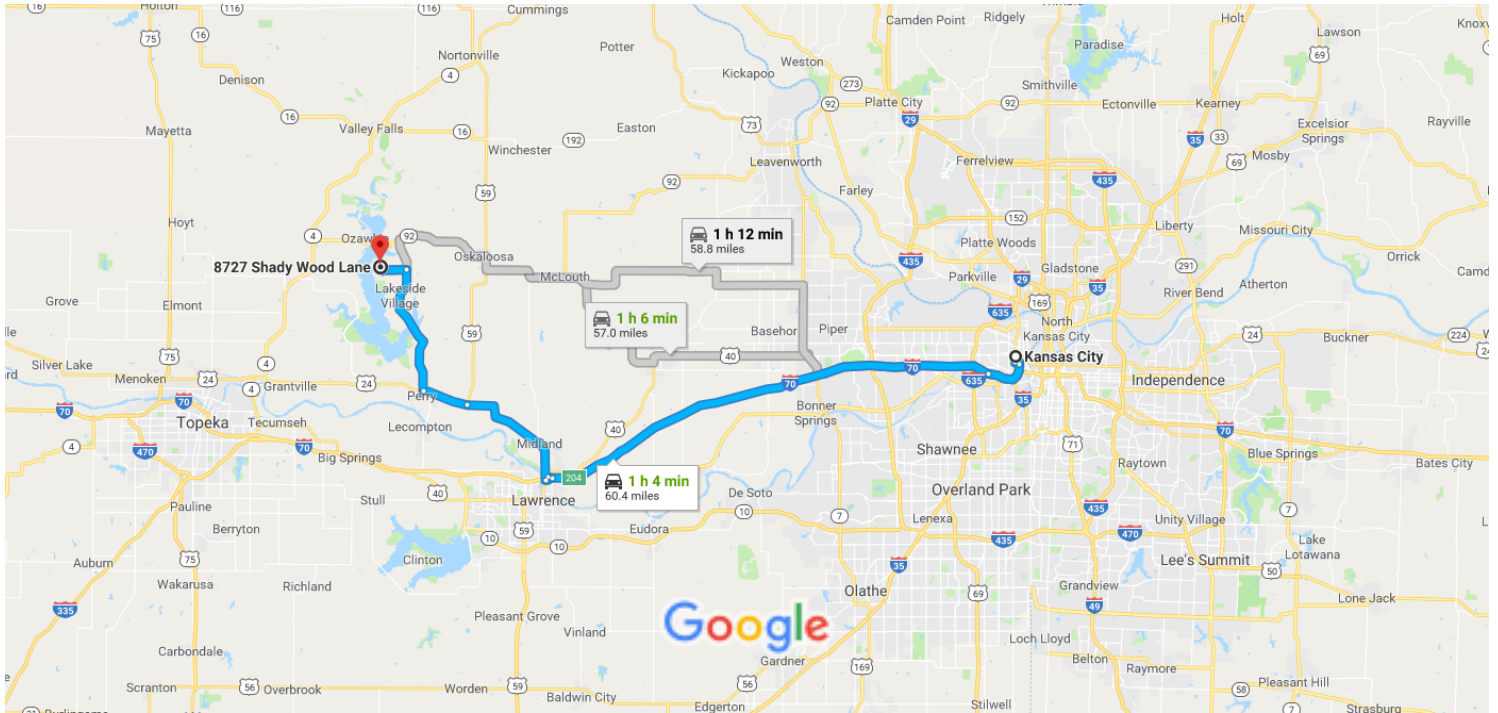 Holton
Cummings
Camden Point
Ridgely
Holt
Lawson
Nortonville
Potter
Weston
Paradise
Kickapoo
Smithville
Denison
Platte City
Ectonville
Kearney
Excelsior
Springs
Rayville
Mayetta
Valley Falls
Easton
Winchester
Leavenworth
Ferrelview
Mosby
Farley
Hoyt
Liberty
Missouri City
Ozawkie
92
Oskaloosa
1 h 12 min
58.8 miles
Platte Woods
8727 Shady Wood Lane
McLouth
Parkville
Gladstone
Orrick
Lakeside
Village
River Bend
Atherton
Grove
Elmont
1 h 6 min
57.0 miles
Basehor
Piper
North
Kansas City
Buckner
Silver Lake
Kansas City
Menoken
Grantville
Perry
Independence
Topeka
Tecumseh
Lecompton
Bonner
Springs
Midland
Shawnee
Big Springs
Raytown
Blue Springs
Bates City
1 h 4 min
60.4 miles
204
Stull
Lawrence
De Soto
Overland Park
Pauline
Lenexa
Unity Village
Berryton
Eudora
Lake
Lotawana
Auburn
Clinton
Lee's Summit
Wakarusa
Richland
Olathe
Grandview
Lone Jack
Pleasant Grove
Google
Vinland
Loch Lloyd
Carbondale
Gardner
Belton
Raymore
Scranton
Overbrook
Worden
Baldwin City
Pleasant Hill
Edgerton
Stilwell
Strasburg